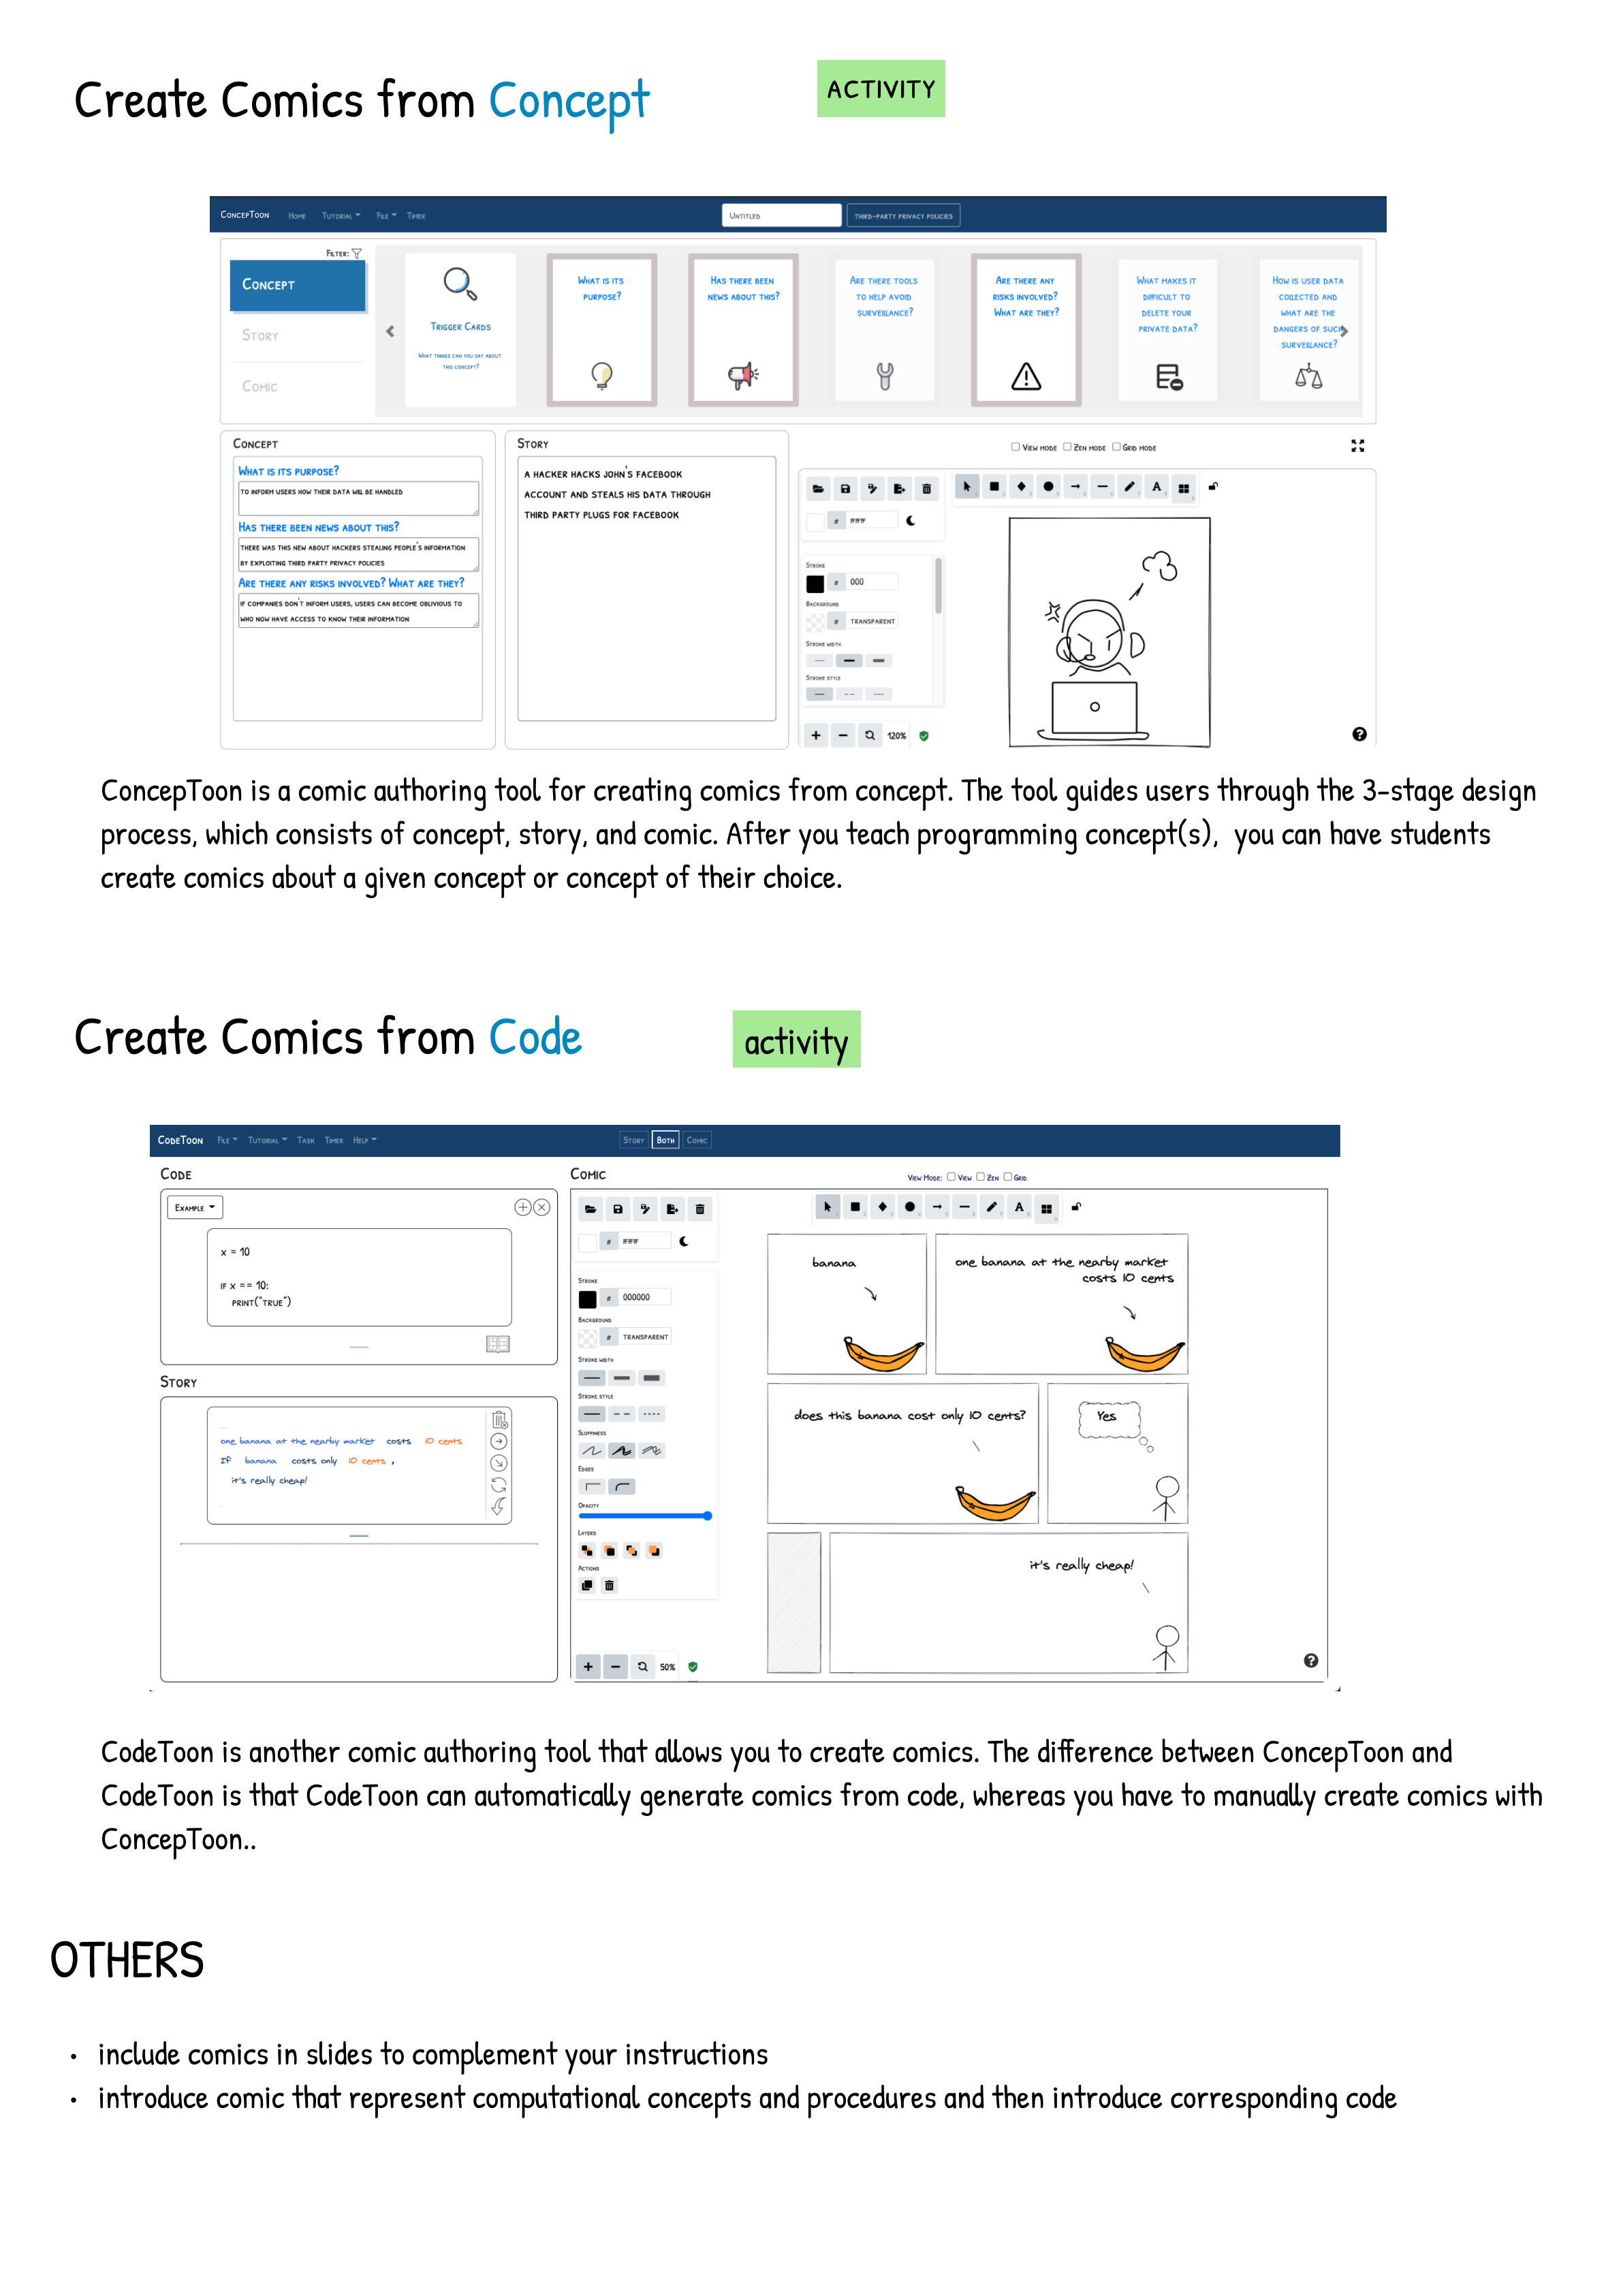 Create Comics from Concept
ACTIVITY
ConcepToon Home Tutorial File Timer Untitled third-party privacy policies
Filter:
Concept
Story
Comic
Trigger Cards
What things can you say about
this concept?
What is its
purpose?
Has there been
news about this?
Are there tools
to help avoid
surveillance?
Are there any
risks involved?
What are they?
What makes it
difficult to
delete your
private data?
How is user data
collected and
what are the
dangers of such
surveillance?
Concept
What is its purpose?
to inform users how their data will be handled
Has there been news about this?
there was this new about hackers stealing people's information
by exploiting third party privacy policies
Are there any risks involved? What are they?
if companies don't inform users, users can become oblivious to
who now have access to know their information
Story
a hacker hacks john's facebook
account and steals his data through
third party plugs for facebook
View mode Zen mode Grid mode
# ffffff
Stroke
# 000
Background
# transparent
Stroke width
Stroke style
120%
ConcepToon is a comic authoring tool for creating comics from concept. The tool guides users through the 3-stage design
process, which consists of concept, story, and comic. After you teach programming concept(s), you can have students
create comics about a given concept or concept of their choice.
Create Comics from Code
activity
CodeToon File Tutorial Task Timer Help Story Both Comic
Code
Example
x = 10
if x == 10:
print("true")
Story
one banana at the nearby market costs 10 cents
If banana costs only 10 cents ,
it's really cheap!
Comic
View Mode: View Zen Grid
# ffffff
Stroke
# 000000
Background
# transparent
Stroke width
Stroke style
Sloppiness
Edges
Opacity
Layers
Actions
50%
banana
one banana at the nearby market
costs 10 cents
does this banana cost only 10 cents?
Yes
it's really cheap!
CodeToon is another comic authoring tool that allows you to create comics. The difference between ConcepToon and
CodeToon is that CodeToon can automatically generate comics from code, whereas you have to manually create comics with
ConcepToon..
OTHERS
• include comics in slides to complement your instructions
• introduce comic that represent computational concepts and procedures and then introduce corresponding code